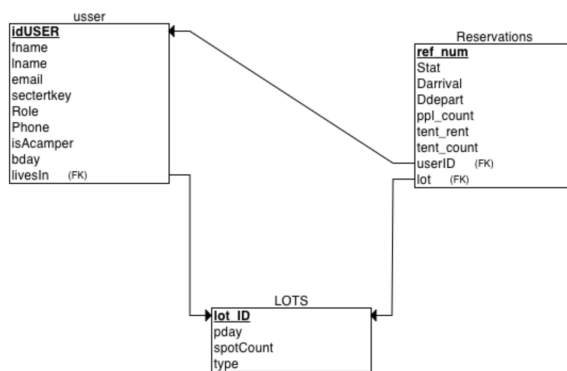 usser
idUSER
fname
lname
email
sectertkey
Role
Phone
isAcamper
bday
livesIn (FK)
Reservations
ref_num
Stat
Darrival
Ddepart
ppl_count
tent_rent
tent_count
userID (FK)
lot (FK)
LOTS
lot_ID
pday
spotCount
type